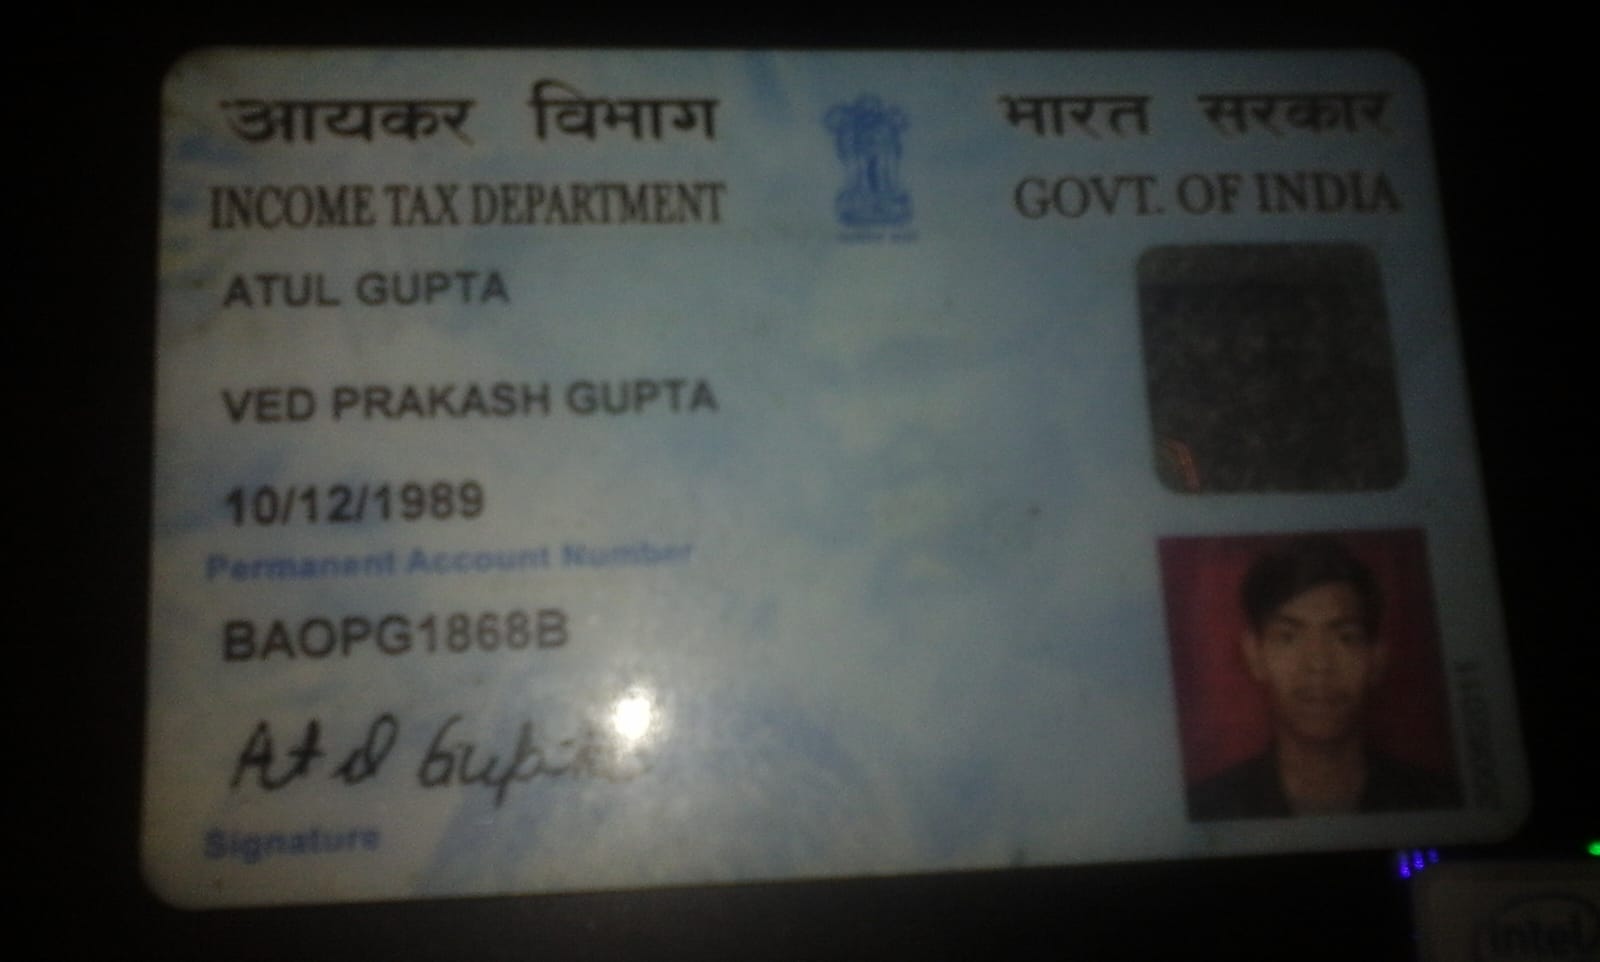 आयकर विभाग
भारत सरकार
INCOME TAX DEPARTMENT
GOVT. OF INDIA
ATUL GUPTA
VED PRAKASH GUPTA
10/12/1989
Permanent Account Number
BAOPG1868B
Atul Gupta
Signature
intel